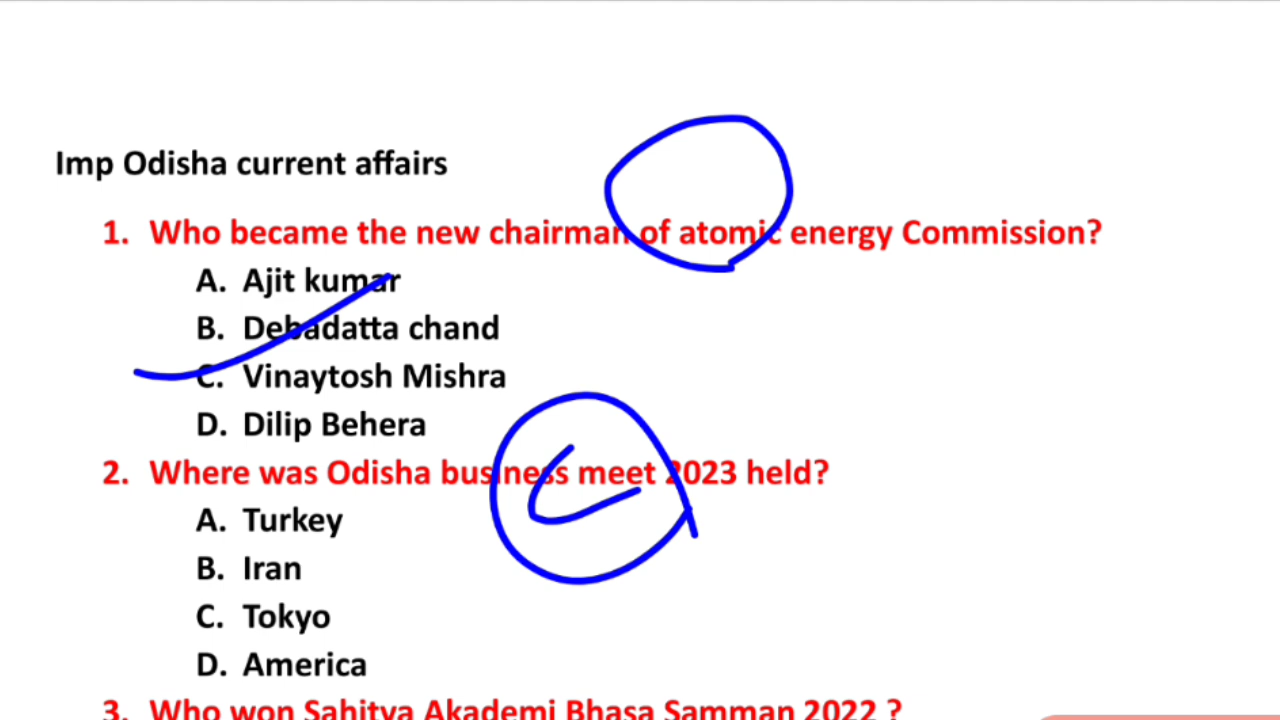 Imp Odisha current affairs
1. Who became the new chairman of atomic energy Commission?
A. Ajit kumar
B. Debadatta chand
C. Vinaytosh Mishra
D. Dilip Behera
2. Where was Odisha business meet 2023 held?
C
A. Turkey
B. Iran
C. Tokyo
D. America
3. Who won Sahitya Akademi Bhasa Samman 2022 ?